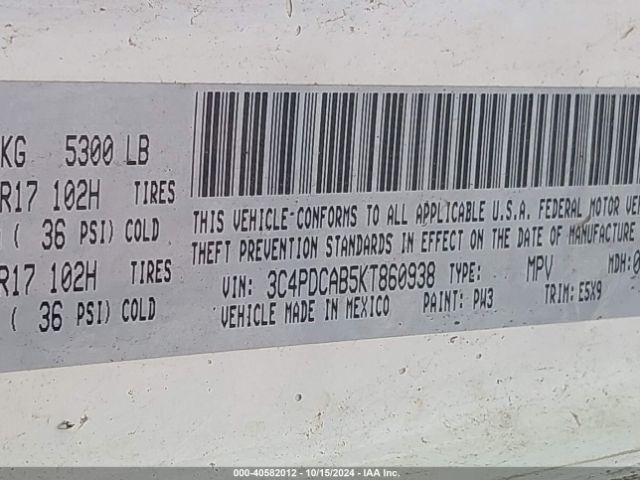 KG 5300 LB
R17 102H TIRES
( 36 PSI) COLD
R17 102H TIRES
( 36 PSI) COLD
THIS VEHICLE CONFORMS TO ALL APPLICABLE U.S.A. FEDERAL MOTOR VE
THEFT PREVENTION STANDARDS IN EFFECT ON THE DATE OF MANUFACTURE
VIN: 3C4PDCAB5KT860938 TYPE: MPV MDH:0
VEHICLE MADE IN MEXICO PAINT: PW3 TRIM: E5X9
000-40582012 - 10/15/2024 - IAA Inc.